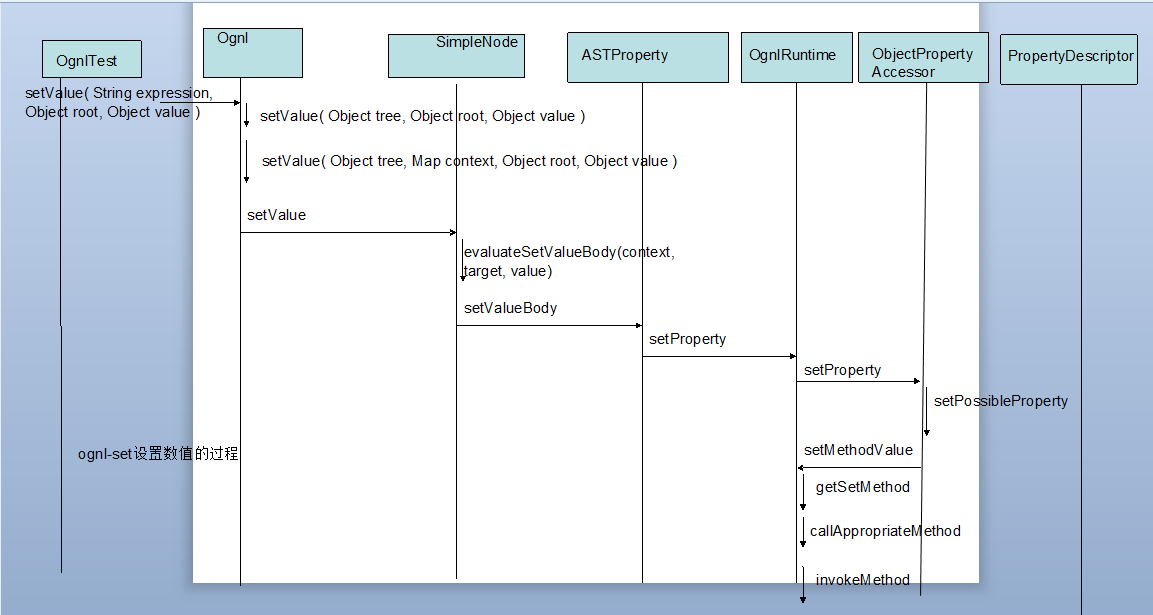 OgnlTest
Ognl
SimpleNode
ASTProperty
OgnlRuntime
ObjectProperty
Accessor
PropertyDescriptor
setValue( String expression,
Object root, Object value )
setValue( Object tree, Object root, Object value )
setValue( Object tree, Map context, Object root, Object value )
setValue
evaluateSetValueBody(context,
target, value)
setValueBody
setProperty
setProperty
setPossibleProperty
ognl-set设置数值的过程
setMethodValue
getSetMethod
callAppropriateMethod
invokeMethod